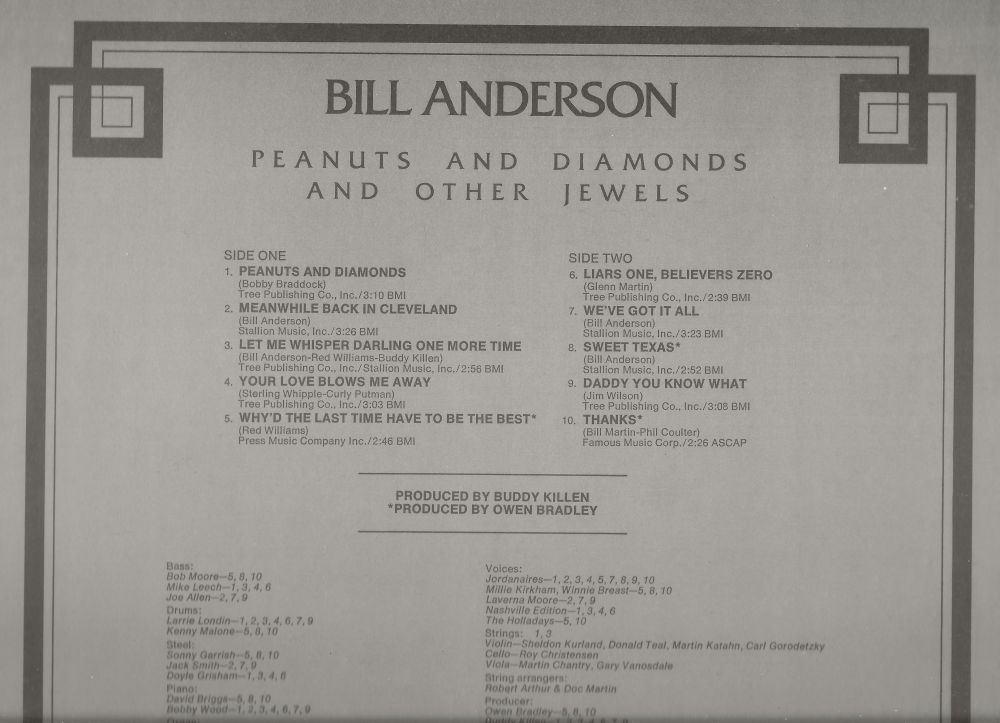 BILL ANDERSON
PEANUTS AND DIAMONDS
AND OTHER JEWELS
SIDE ONE
1. PEANUTS AND DIAMONDS
(Bobby Braddock)
Tree Publishing Co., Inc./3:10 BMI
2. MEANWHILE BACK IN CLEVELAND
(Bill Anderson)
Stallion Music, Inc./3:26 BMI
3. LET ME WHISPER DARLING ONE MORE TIME
(Bill Anderson-Red Williams-Buddy Killen)
Tree Publishing Co., Inc./Stallion Music, Inc./2:56 BMI
4. YOUR LOVE BLOWS ME AWAY
(Sterling Whipple-Curly Putman)
Tree Publishing Co., Inc./3:03 BMI
5. WHY'D THE LAST TIME HAVE TO BE THE BEST*
(Red Williams)
Press Music Company Inc./2:46 BMI
SIDE TWO
6. LIARS ONE, BELIEVERS ZERO
(Glenn Martin)
Tree Publishing Co., Inc./2:39 BMI
7. WE'VE GOT IT ALL
(Bill Anderson)
Stallion Music, Inc./3:23 BMI
8. SWEET TEXAS*
(Bill Anderson)
Stallion Music, Inc./2:52 BMI
9. DADDY YOU KNOW WHAT
(Jim Wilson)
Tree Publishing Co., Inc./3:08 BMI
10. THANKS*
(Bill Martin-Phil Coulter)
Famous Music Corp./2:26 ASCAP
PRODUCED BY BUDDY KILLEN
*PRODUCED BY OWEN BRADLEY
Bass:
Bob Moore—5, 8, 10
Mike Leech—1, 3, 4, 6
Joe Allen—2, 7, 9
Drums:
Larrie Londin—1, 2, 3, 4, 6, 7, 9
Kenny Malone—5, 8, 10
Steel:
Sonny Garrish—5, 8, 10
Jack Smith—2, 7, 9
Doyle Grisham—1, 3, 4, 6
Piano:
David Briggs—5, 8, 10
Bobby Wood—1, 2, 3, 4, 6, 7, 9
Voices:
Jordanaires—1, 2, 3, 4, 5, 7, 8, 9, 10
Millie Kirkham, Winnie Breast—5, 8, 10
Laverna Moore—2, 7, 9
Nashville Edition—1, 3, 4, 6
The Holladays—5, 10
Strings: 1, 3
Violin—Sheldon Kurland, Donald Teal, Martin Katahn, Carl Gorodetzky
Cello—Roy Christensen
Viola—Martin Chantry, Gary Vanosdale
String arrangers:
Robert Arthur & Doc Martin
Producer:
Owen Bradley—5, 8, 10